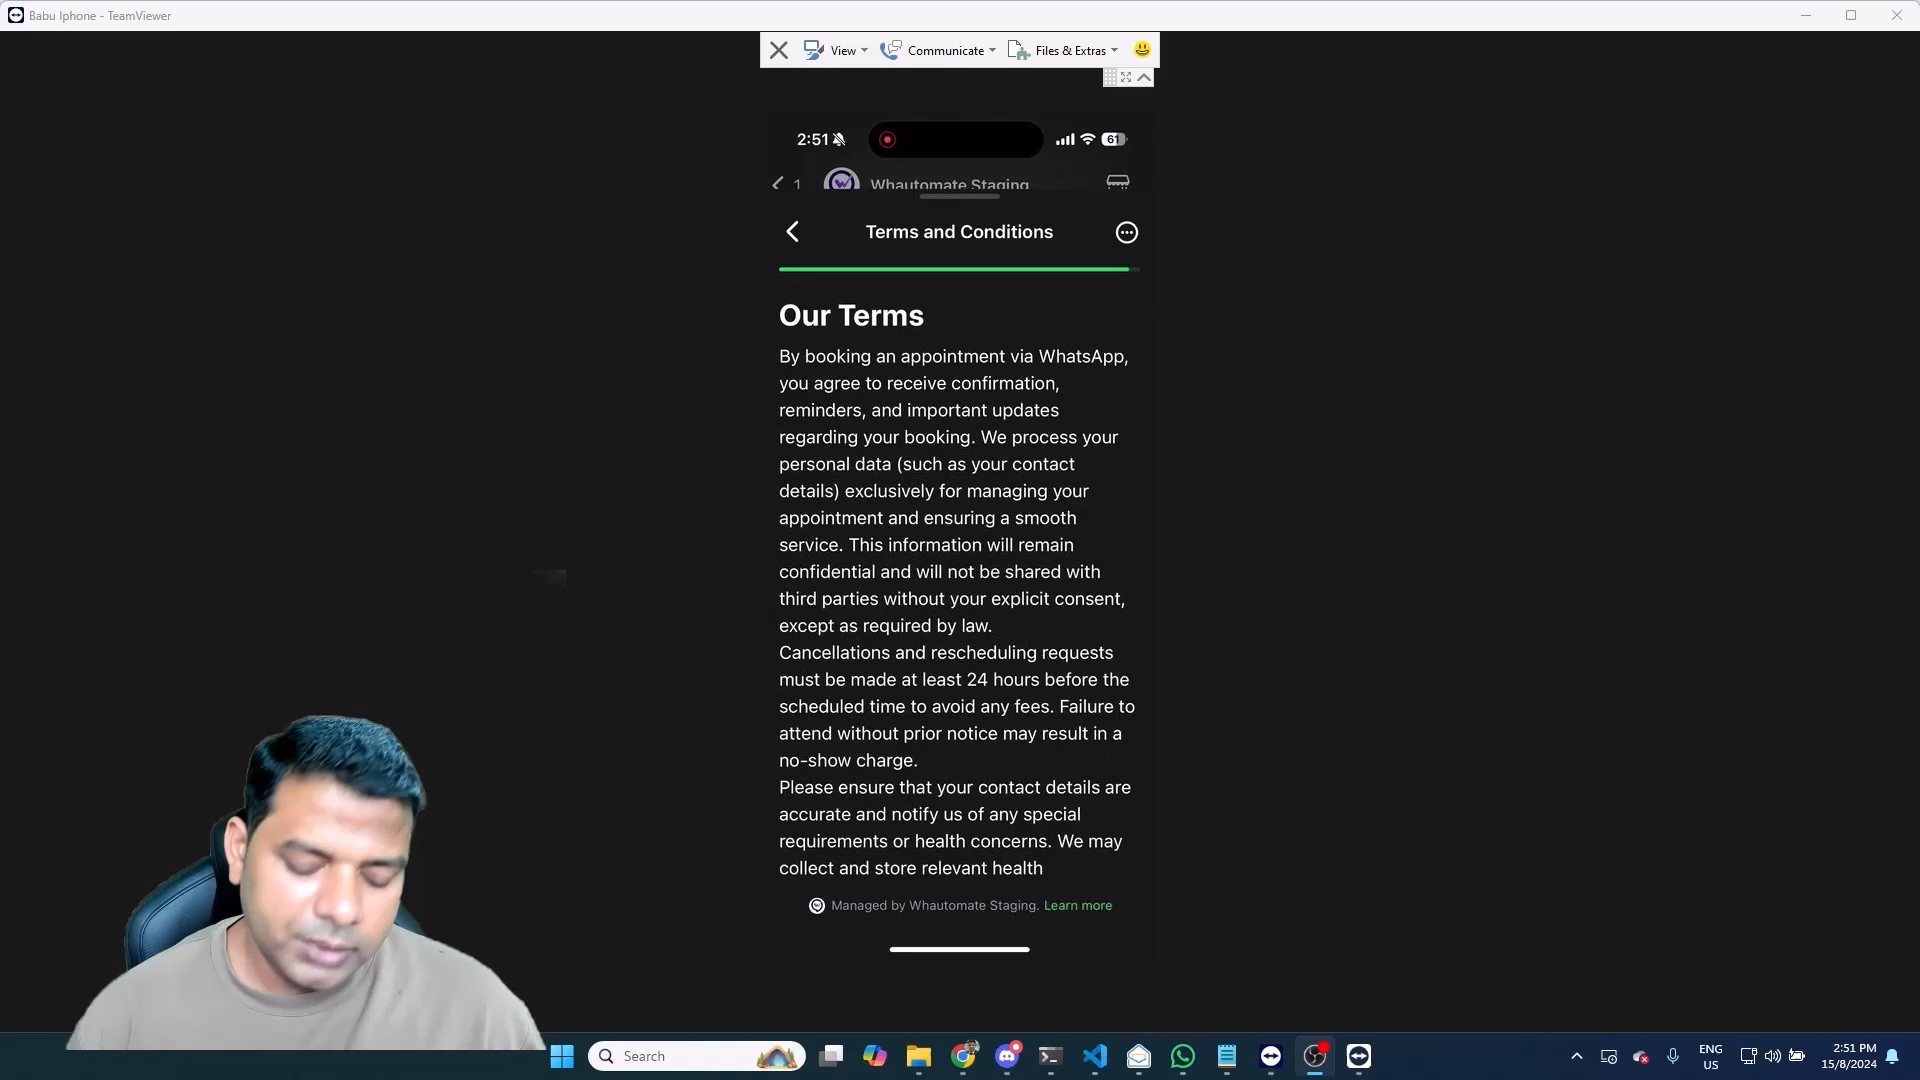 Babu Iphone - TeamViewer
View
Communicate
Files & Extras
2:51
61
1
Whautomate Staging
Terms and Conditions
Our Terms
By booking an appointment via WhatsApp,
you agree to receive confirmation,
reminders, and important updates
regarding your booking. We process your
personal data (such as your contact
details) exclusively for managing your
appointment and ensuring a smooth
service. This information will remain
confidential and will not be shared with
third parties without your explicit consent,
except as required by law.
Cancellations and rescheduling requests
must be made at least 24 hours before the
scheduled time to avoid any fees. Failure to
attend without prior notice may result in a
no-show charge.
Please ensure that your contact details are
accurate and notify us of any special
requirements or health concerns. We may
collect and store relevant health
Managed by Whautomate Staging. Learn more
Search
ENG
US
2:51 PM
15/8/2024